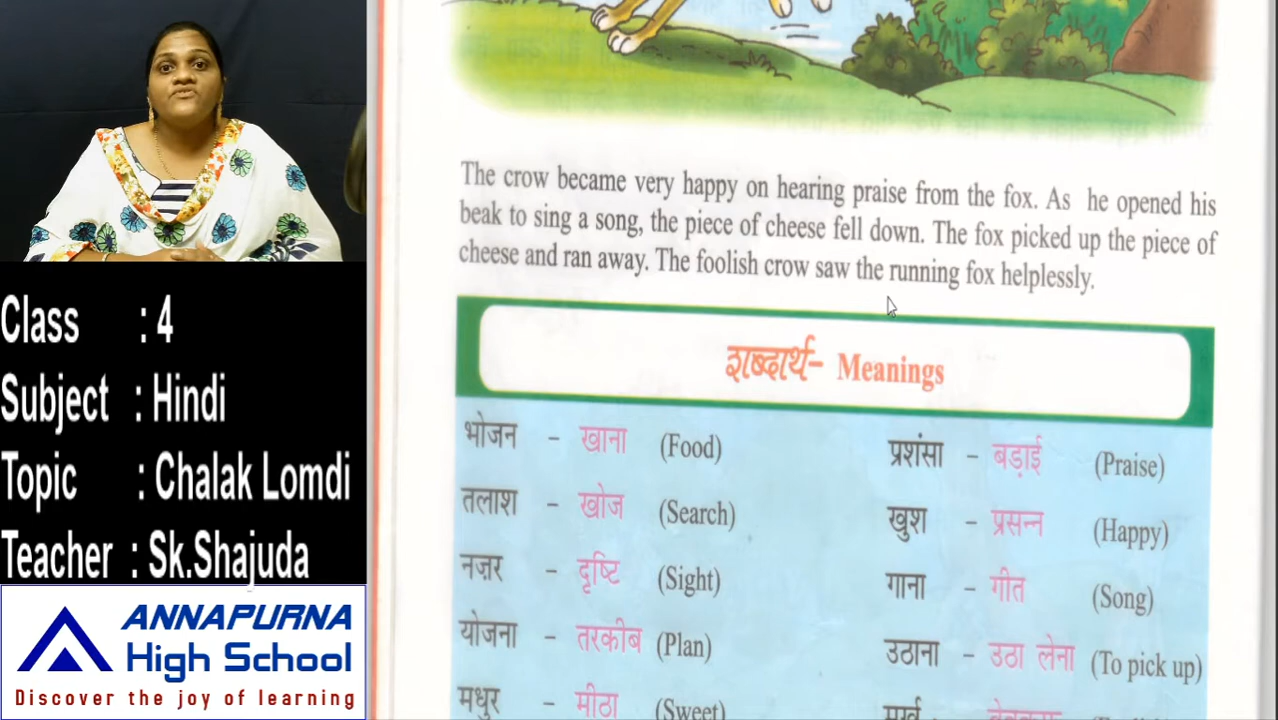 The crow became very happy on hearing praise from the fox. As he opened his
beak to sing a song, the piece of cheese fell down. The fox picked up the piece of
cheese and ran away. The foolish crow saw the running fox helplessly.
शब्दार्थ– Meanings
भोजन – खाना (Food) प्रशंसा – बड़ाई (Praise)
तलाश – खोज (Search) खुश – प्रसन्न (Happy)
नज़र – दृष्टि (Sight) गाना – गीत (Song)
योजना – तरकीब (Plan) उठाना – उठा लेना (To pick up)
मधुर – मीठा (Sweet)
Class : 4
Subject : Hindi
Topic : Chalak Lomdi
Teacher : Sk.Shajuda
ANNAPURNA
High School
Discover the joy of learning